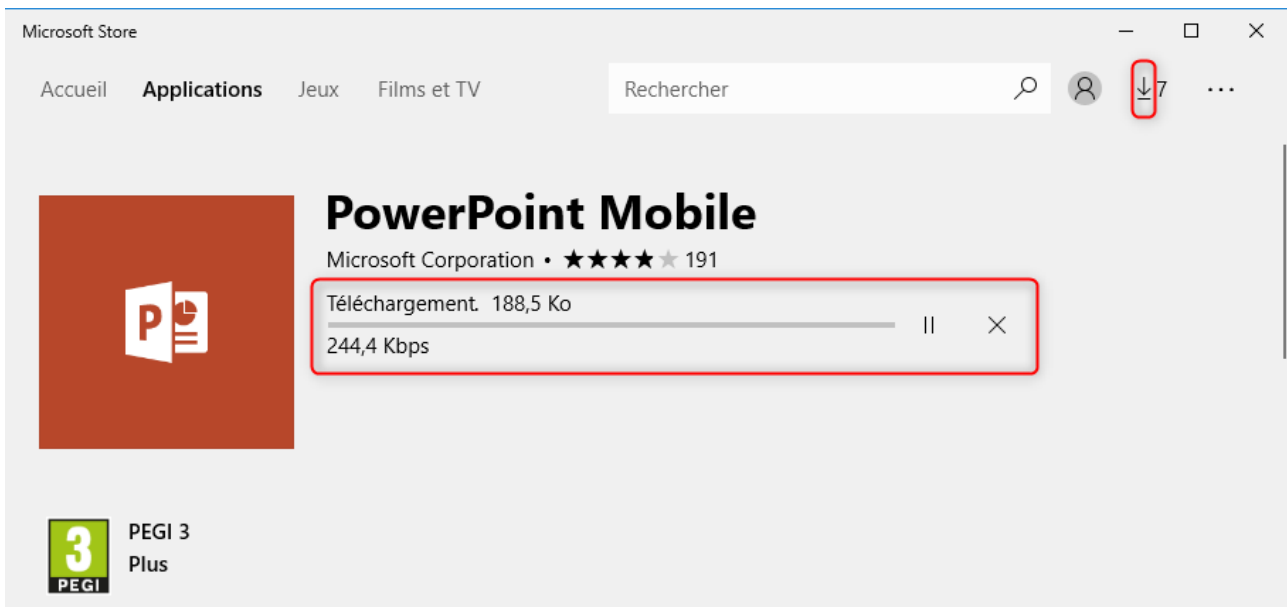 Microsoft Store
Accueil Applications Jeux Films et TV Rechercher 7 ...
PowerPoint Mobile
Microsoft Corporation • ★★★★★ 191
Téléchargement. 188,5 Ko
244,4 Kbps
P
3
PEGI
PEGI 3
Plus